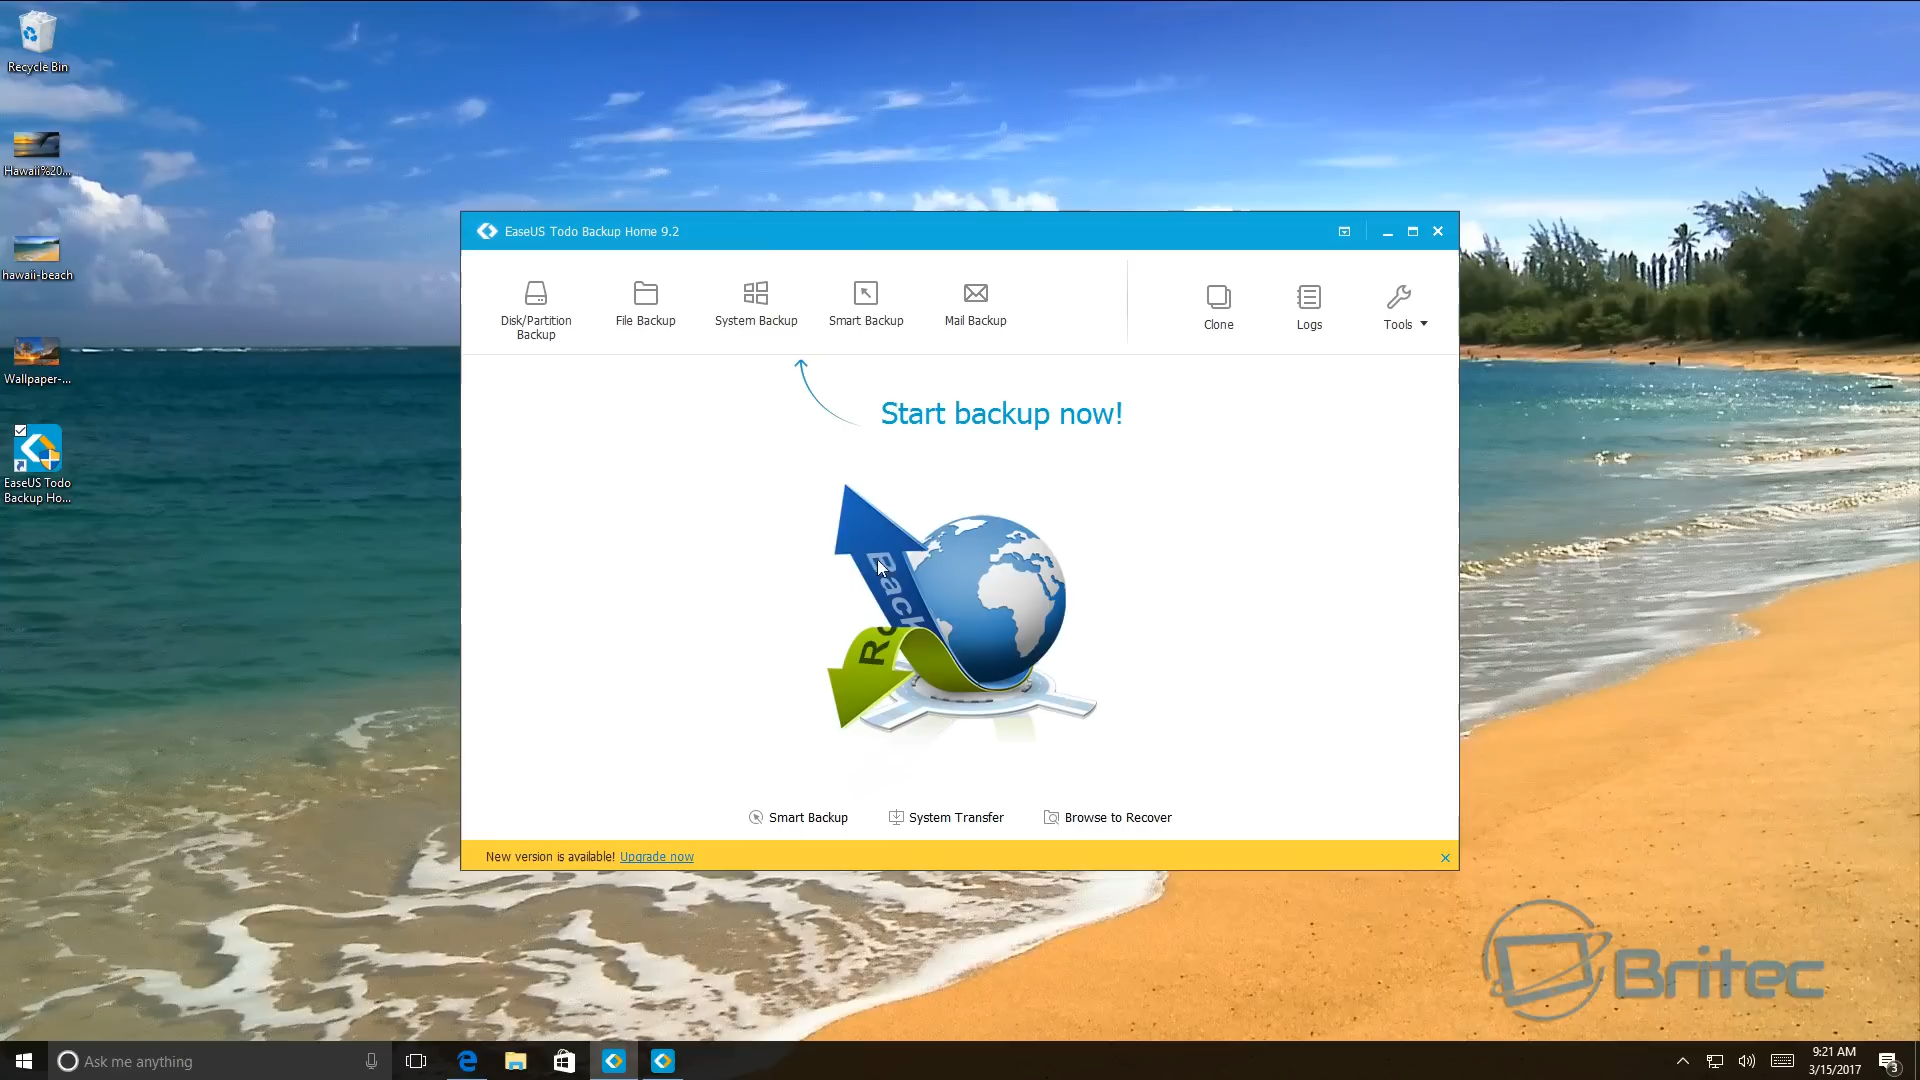 Recycle Bin
Hawaii%20...
hawaii-beach
Wallpaper-...
EaseUS Todo
Backup Ho...
EaseUS Todo Backup Home 9.2
Disk/Partition
Backup
File Backup
System Backup
Smart Backup
Mail Backup
Clone
Logs
Tools
Start backup now!
Back
Re
Smart Backup
System Transfer
Browse to Recover
New version is available! Upgrade now
Britec
Ask me anything
9:21 AM
3/15/2017
3